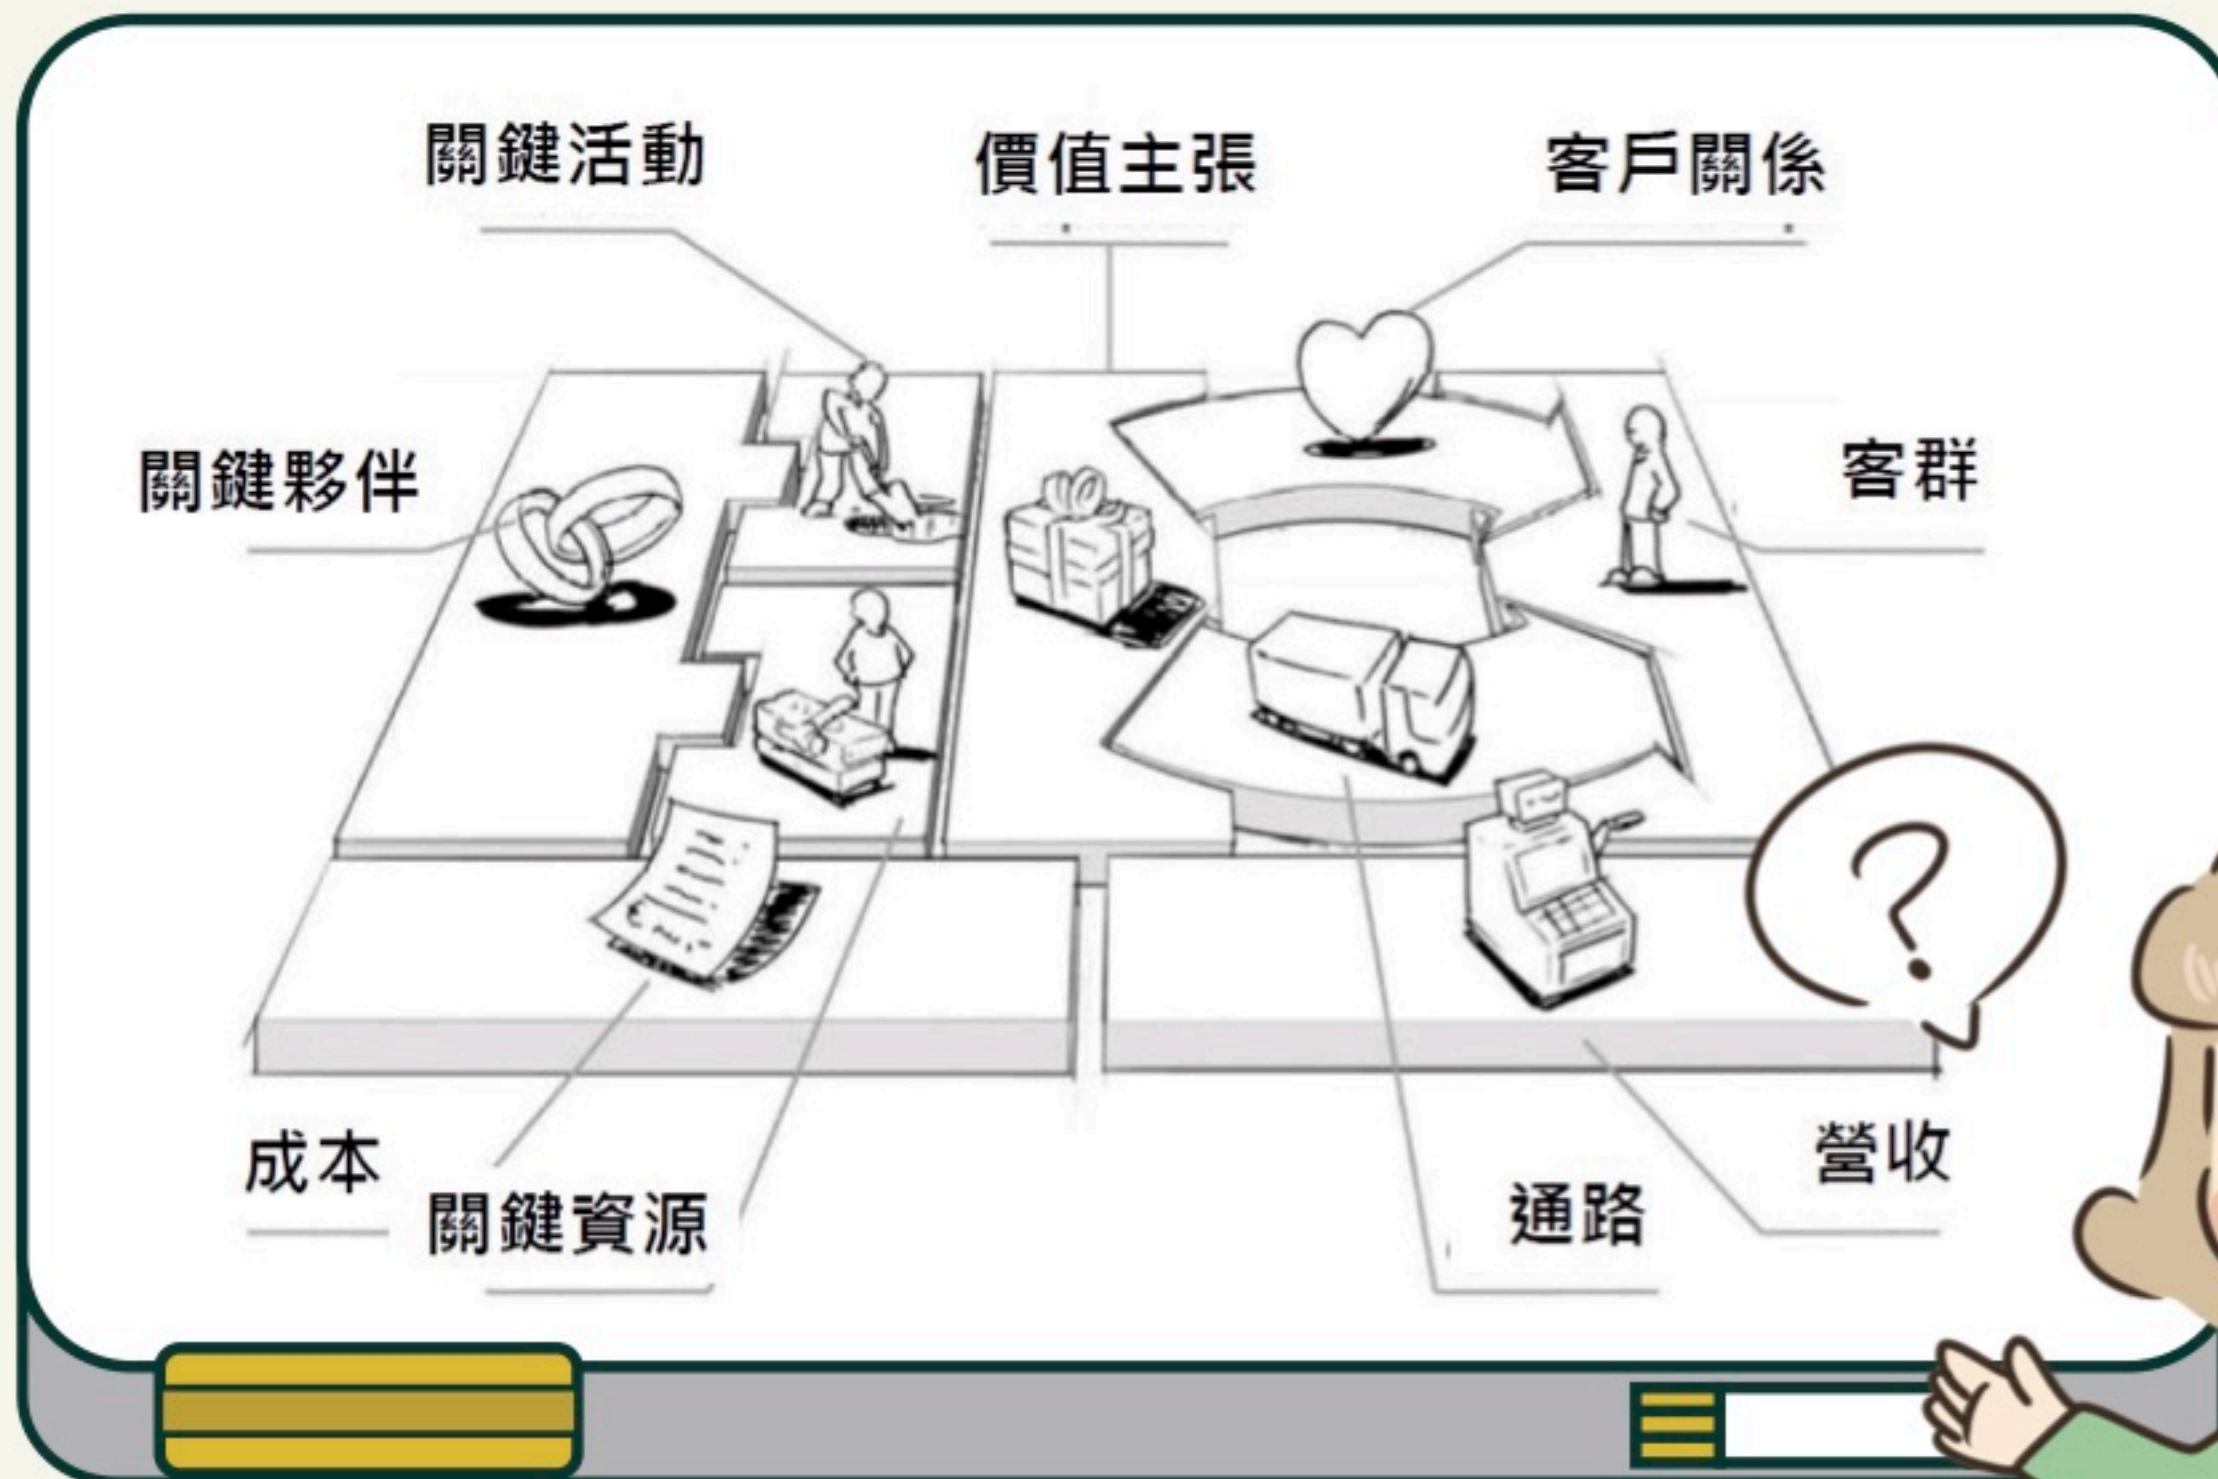 關鍵活動
價值主張
客戶關係
關鍵夥伴
客群
成本
關鍵資源
通路
營收
?